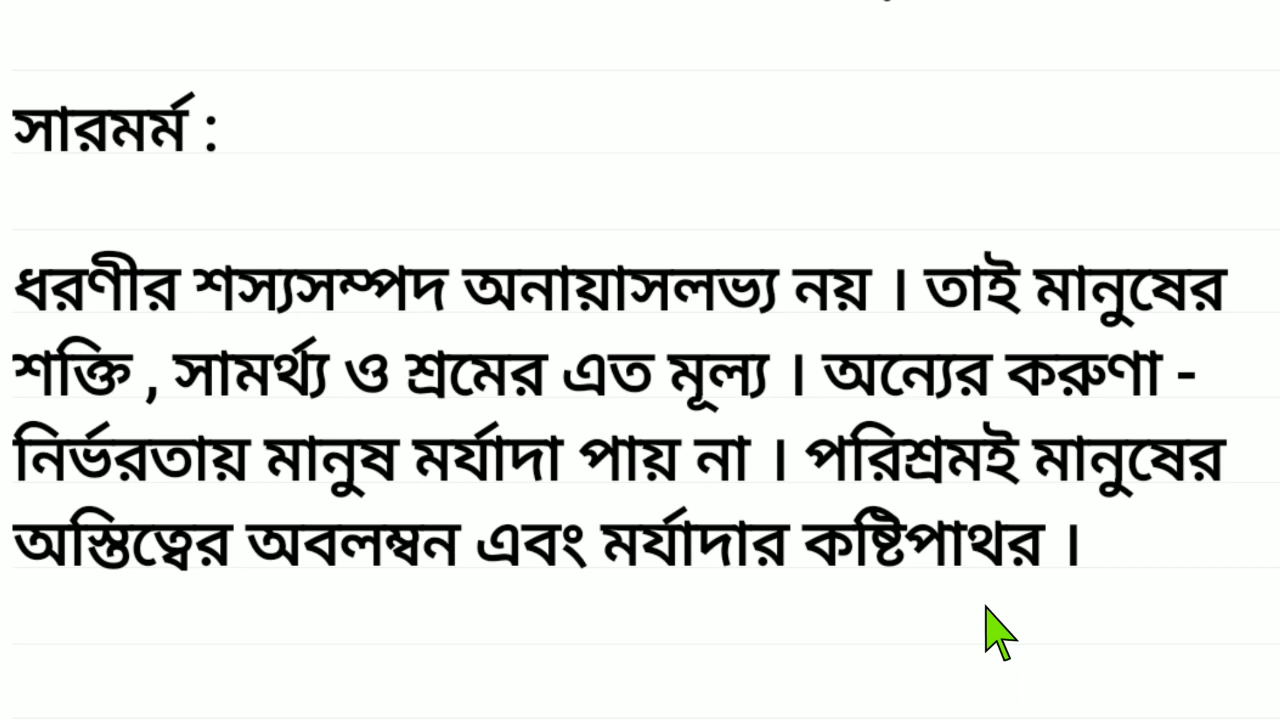 সারমর্ম :
ধরণীর শস্যসম্পদ অনায়াসলভ্য নয় । তাই মানুষের
শক্তি , সামর্থ্য ও শ্রমের এত মূল্য । অন্যের করুণা -
নির্ভরতায় মানুষ মর্যাদা পায় না । পরিশ্রমই মানুষের
অস্তিত্বের অবলম্বন এবং মর্যাদার কষ্টিপাথর ।